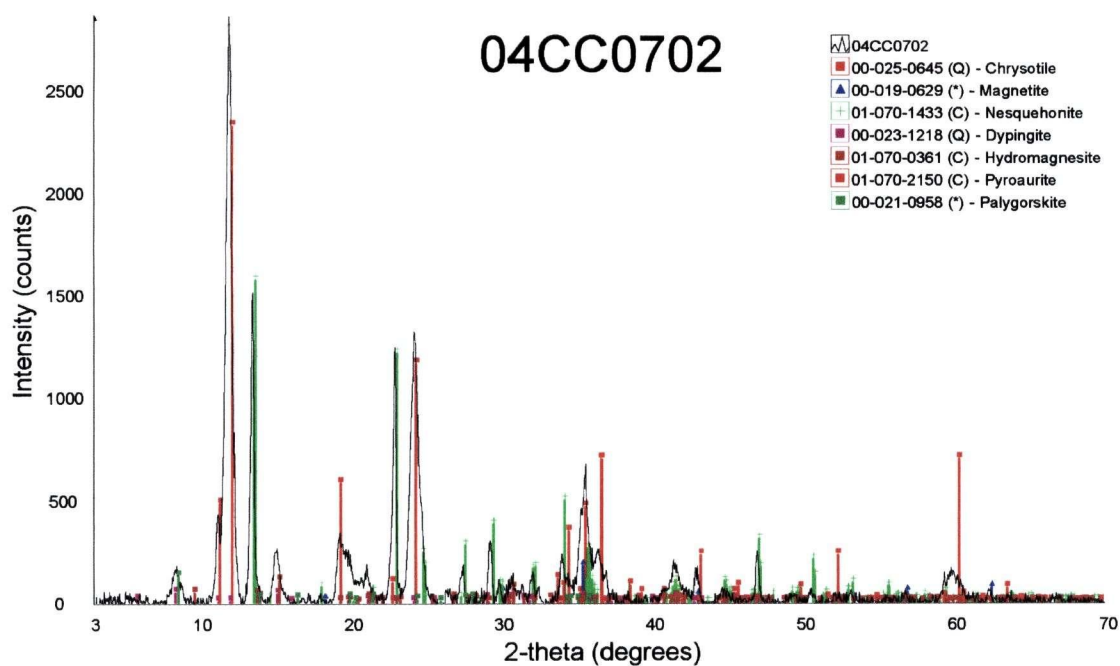 04CC0702
04CC0702
00-025-0645 (Q) - Chrysotile
00-019-0629 (*) - Magnetite
01-070-1433 (C) - Nesquehonite
00-023-1218 (Q) - Dypingite
01-070-0361 (C) - Hydromagnesite
01-070-2150 (C) - Pyroaurite
00-021-0958 (*) - Palygorskite
Intensity (counts)
2500
2000
1500
1000
500
0
3 10 20 30 40 50 60 70
2-theta (degrees)